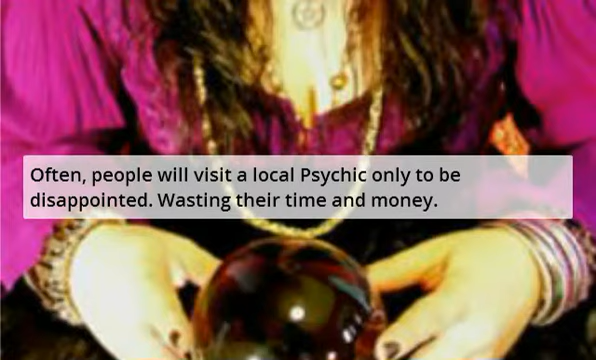 Often, people will visit a local Psychic only to be
disappointed. Wasting their time and money.